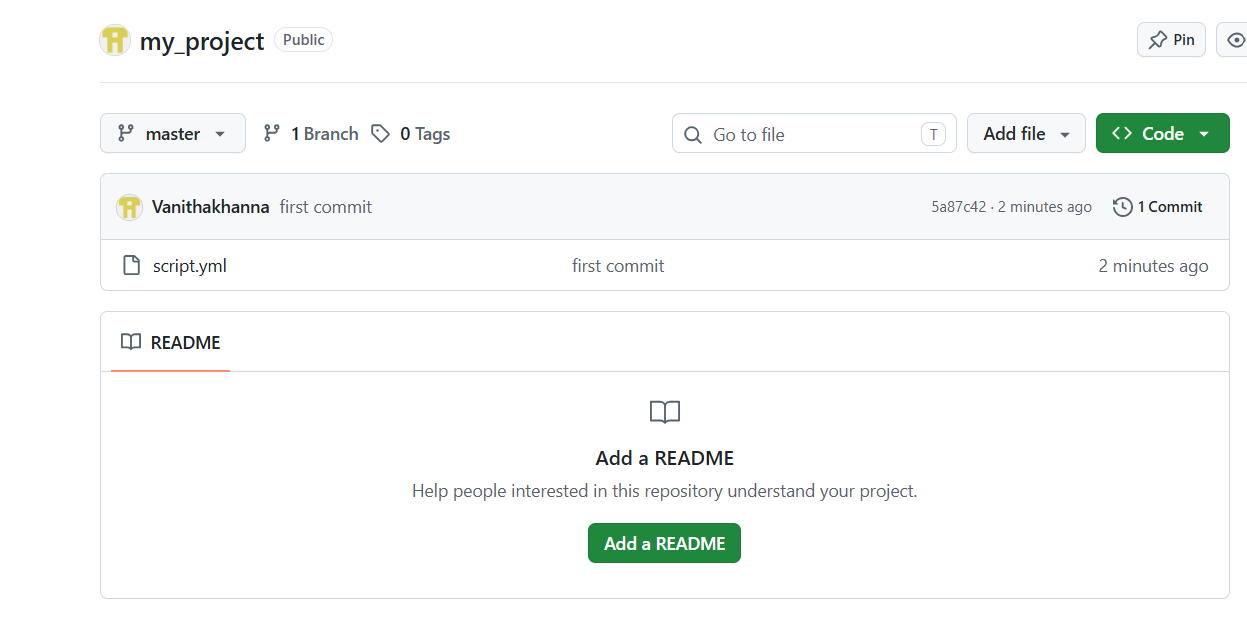 my_project Public Pin
master 1 Branch 0 Tags Go to file T Add file <> Code
Vanithakhanna first commit 5a87c42 · 2 minutes ago 1 Commit
script.yml first commit 2 minutes ago
README
Add a README
Help people interested in this repository understand your project.
Add a README